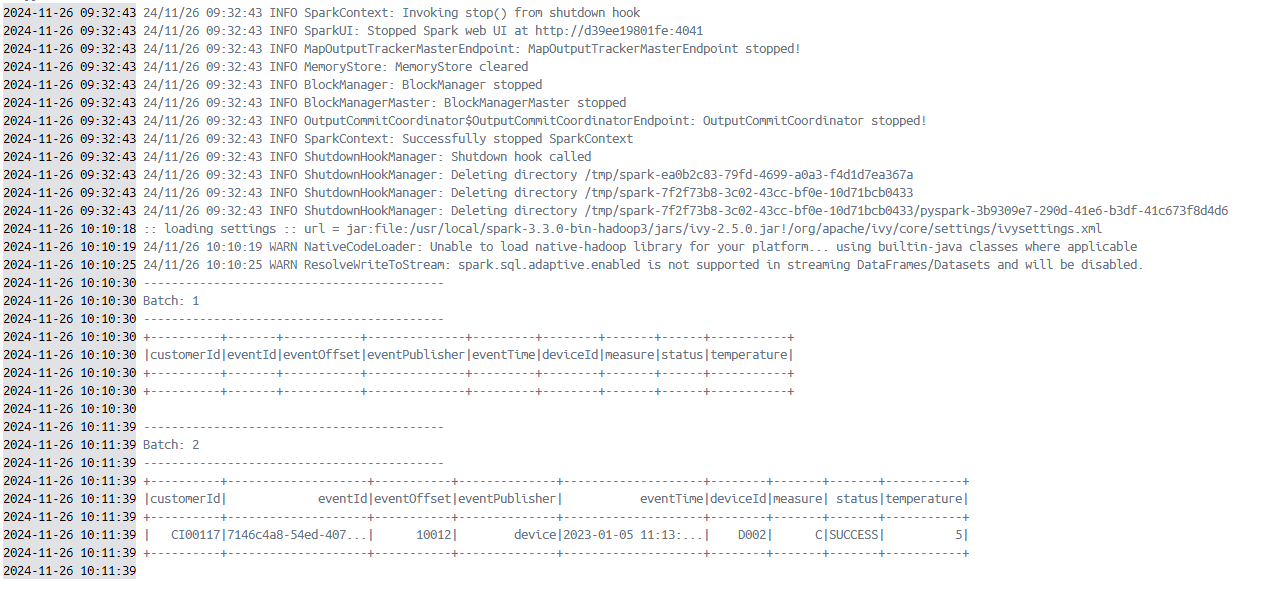 2024-11-26 09:32:43 24/11/26 09:32:43 INFO SparkContext: Invoking stop() from shutdown hook
2024-11-26 09:32:43 24/11/26 09:32:43 INFO SparkUI: Stopped Spark web UI at http://d39ee19801fe:4041
2024-11-26 09:32:43 24/11/26 09:32:43 INFO MapOutputTrackerMasterEndpoint: MapOutputTrackerMasterEndpoint stopped!
2024-11-26 09:32:43 24/11/26 09:32:43 INFO MemoryStore: MemoryStore cleared
2024-11-26 09:32:43 24/11/26 09:32:43 INFO BlockManager: BlockManager stopped
2024-11-26 09:32:43 24/11/26 09:32:43 INFO BlockManagerMaster: BlockManagerMaster stopped
2024-11-26 09:32:43 24/11/26 09:32:43 INFO OutputCommitCoordinator$OutputCommitCoordinatorEndpoint: OutputCommitCoordinator stopped!
2024-11-26 09:32:43 24/11/26 09:32:43 INFO SparkContext: Successfully stopped SparkContext
2024-11-26 09:32:43 24/11/26 09:32:43 INFO ShutdownHookManager: Shutdown hook called
2024-11-26 09:32:43 24/11/26 09:32:43 INFO ShutdownHookManager: Deleting directory /tmp/spark-ea0b2c83-79fd-4699-a0a3-f4d1d7ea367a
2024-11-26 09:32:43 24/11/26 09:32:43 INFO ShutdownHookManager: Deleting directory /tmp/spark-7f2f73b8-3c02-43cc-bf0e-10d71bcb0433
2024-11-26 09:32:43 24/11/26 09:32:43 INFO ShutdownHookManager: Deleting directory /tmp/spark-7f2f73b8-3c02-43cc-bf0e-10d71bcb0433/pyspark-3b9309e7-290d-41e6-b3df-41c673f8d4d6
2024-11-26 10:10:18 :: loading settings :: url = jar:file:/usr/local/spark-3.3.0-bin-hadoop3/jars/ivy-2.5.0.jar!/org/apache/ivy/core/settings/ivysettings.xml
2024-11-26 10:10:19 24/11/26 10:10:19 WARN NativeCodeLoader: Unable to load native-hadoop library for your platform... using builtin-java classes where applicable
2024-11-26 10:10:25 24/11/26 10:10:25 WARN ResolveWriteToStream: spark.sql.adaptive.enabled is not supported in streaming DataFrames/Datasets and will be disabled.
2024-11-26 10:10:30 -------------------------------------------
2024-11-26 10:10:30 Batch: 1
2024-11-26 10:10:30 -------------------------------------------
2024-11-26 10:10:30 +----------+-------+-----------+--------------+---------+--------+-------+------+-----------+
2024-11-26 10:10:30 |customerId|eventId|eventOffset|eventPublisher|eventTime|deviceId|measure|status|temperature|
2024-11-26 10:10:30 +----------+-------+-----------+--------------+---------+--------+-------+------+-----------+
2024-11-26 10:10:30 +----------+-------+-----------+--------------+---------+--------+-------+------+-----------+
2024-11-26 10:10:30
2024-11-26 10:11:39 -------------------------------------------
2024-11-26 10:11:39 Batch: 2
2024-11-26 10:11:39 -------------------------------------------
2024-11-26 10:11:39 +----------+--------------------+-----------+--------------+--------------------+--------+-------+-------+-----------+
2024-11-26 10:11:39 |customerId|             eventId|eventOffset|eventPublisher|           eventTime|deviceId|measure| status|temperature|
2024-11-26 10:11:39 +----------+--------------------+-----------+--------------+--------------------+--------+-------+-------+-----------+
2024-11-26 10:11:39 |   CI00117|7146c4a8-54ed-407...|      10012|        device|2023-01-05 11:13:...|    D002|      C|SUCCESS|          5|
2024-11-26 10:11:39 +----------+--------------------+-----------+--------------+--------------------+--------+-------+-------+-----------+
2024-11-26 10:11:39